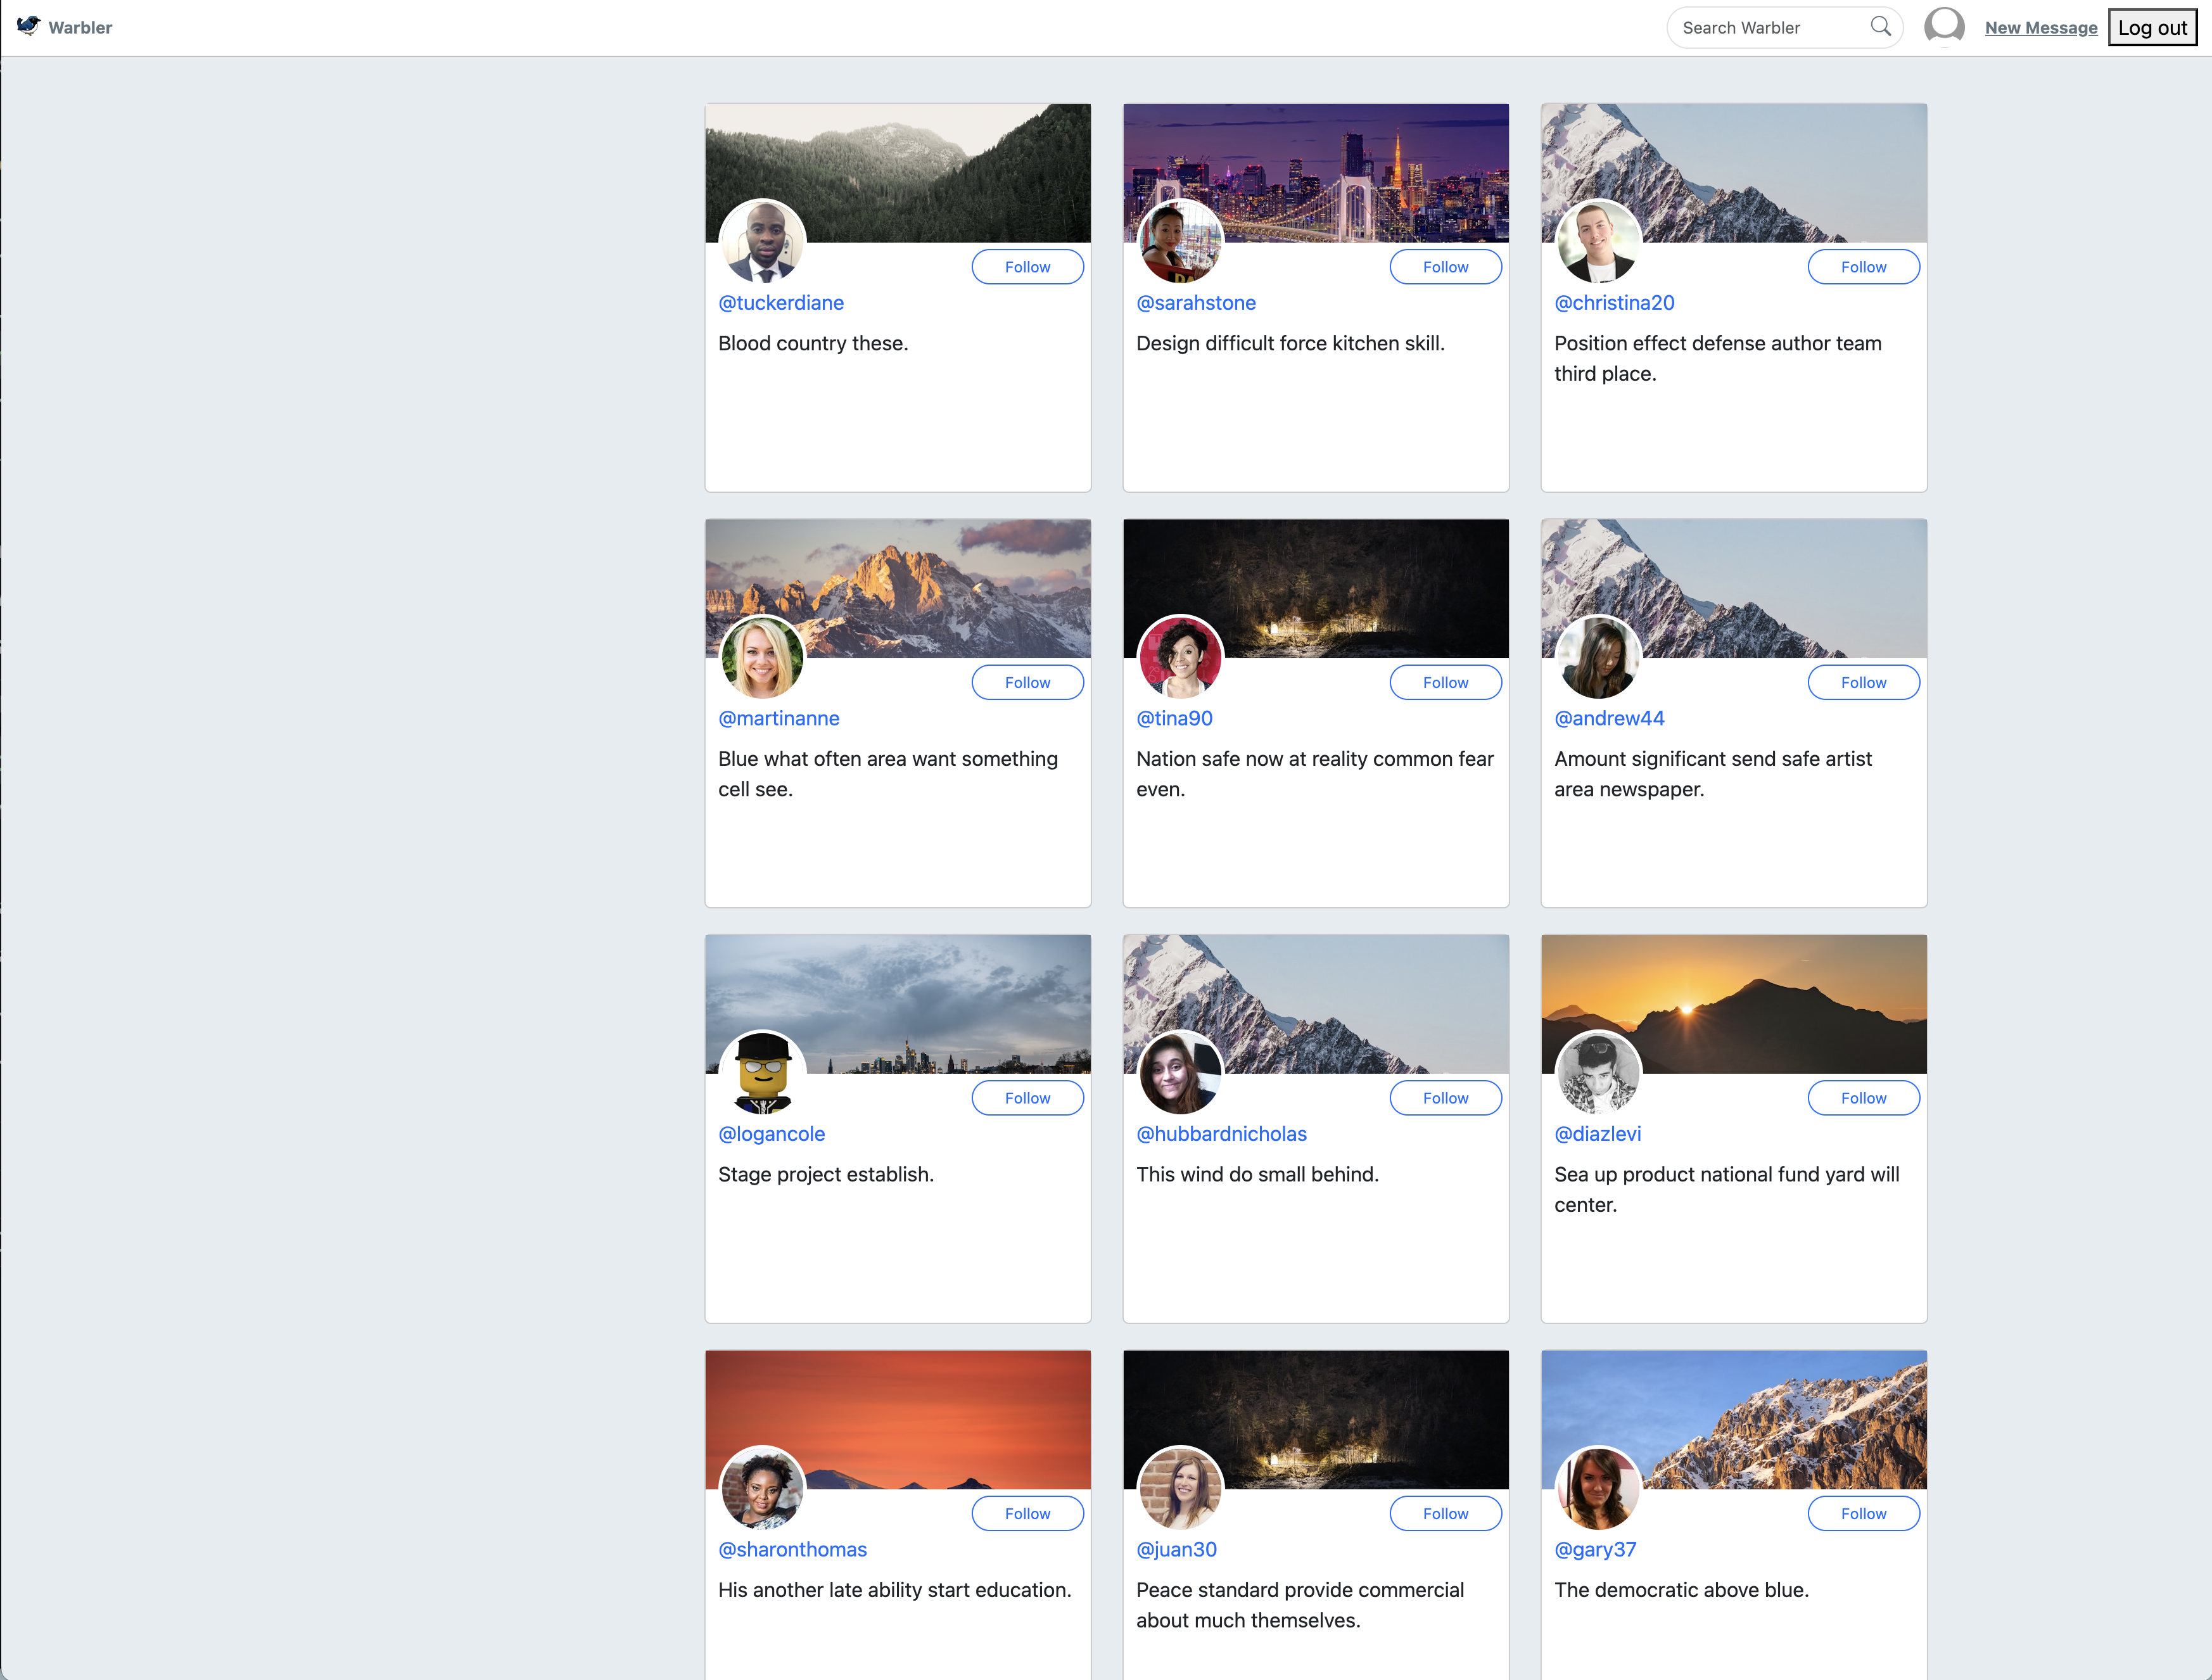 Warbler
Search Warbler
New Message
Log out
Follow
Follow
Follow
@tuckerdiane
@sarahstone
@christina20
Blood country these.
Design difficult force kitchen skill.
Position effect defense author team
third place.
Follow
Follow
Follow
@martinanne
@tina90
@andrew44
Blue what often area want something
cell see.
Nation safe now at reality common fear
even.
Amount significant send safe artist
area newspaper.
Follow
Follow
Follow
@logancole
@hubbardnicholas
@diazlevi
Stage project establish.
This wind do small behind.
Sea up product national fund yard will
center.
Follow
Follow
Follow
@sharonthomas
@juan30
@gary37
His another late ability start education.
Peace standard provide commercial
about much themselves.
The democratic above blue.